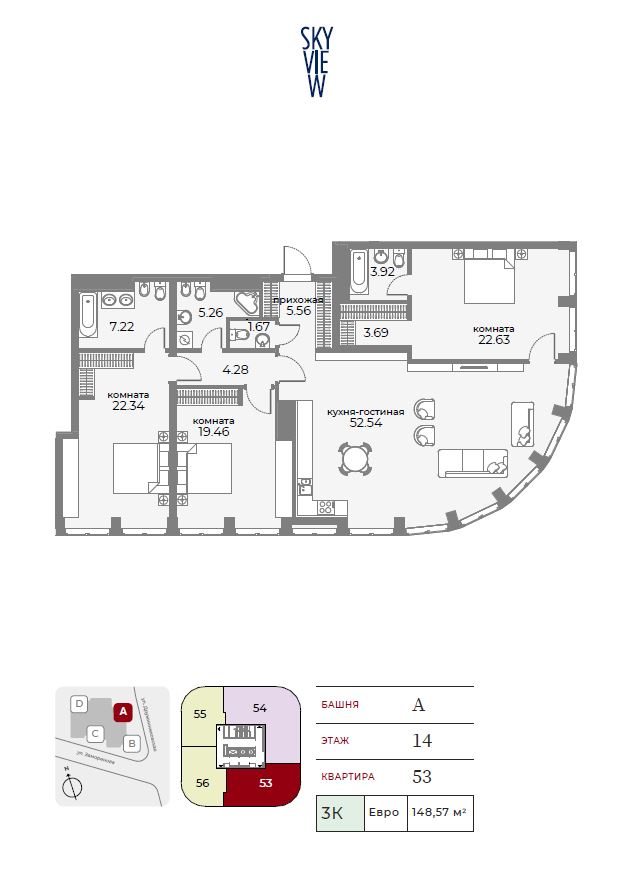 SKY
VIE
W
3.92
прихожая
5.56
5.26
7.22
1.67
3.69
комната
22.63
4.28
комната
22.34
комната
19.46
кухня-гостиная
52.54
D
A
C
B
ул. Дружинниковская
ул. Заморенова
N
55
54
56
53
БАШНЯ A
ЭТАЖ 14
КВАРТИРА 53
3К Евро 148,57 м²